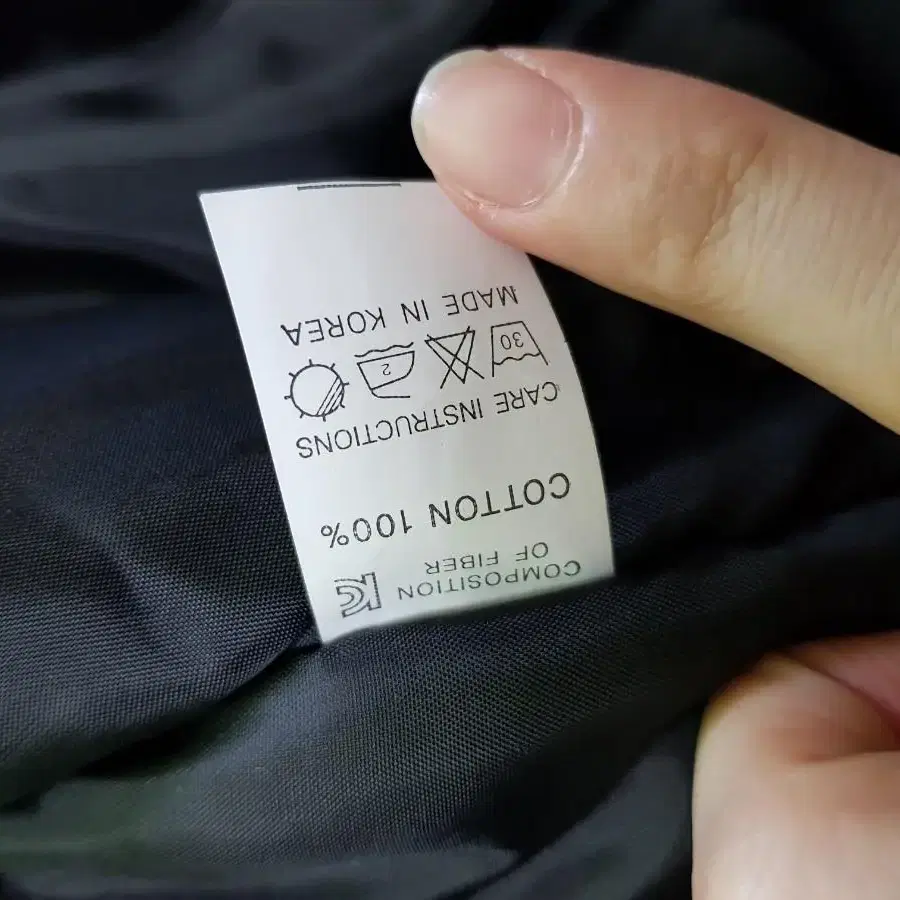 COMPOSITION
OF FIBER
COTTON 100%
CARE INSTRUCTIONS
30 2
MADE IN KOREA